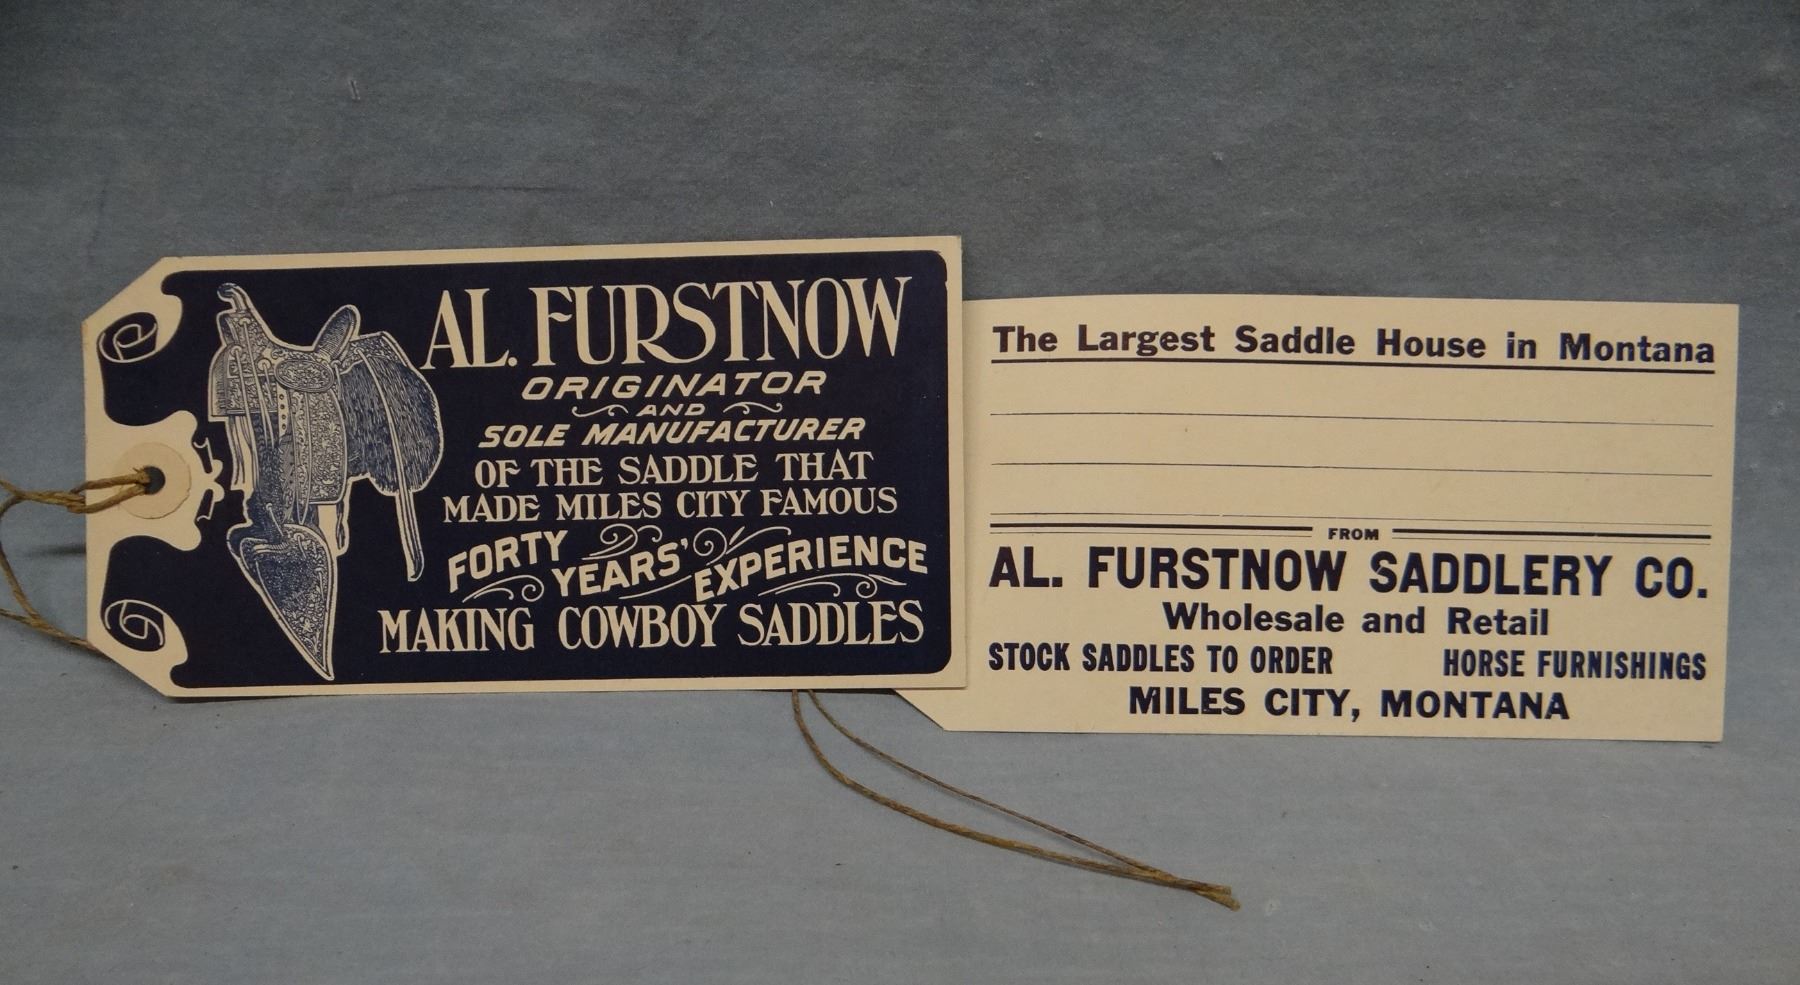 AL. FURSTNOW
ORIGINATOR
AND
SOLE MANUFACTURER
OF THE SADDLE THAT
MADE MILES CITY FAMOUS
FORTY YEARS' EXPERIENCE
MAKING COWBOY SADDLES
The Largest Saddle House in Montana
FROM
AL. FURSTNOW SADDLERY CO.
Wholesale and Retail
STOCK SADDLES TO ORDER HORSE FURNISHINGS
MILES CITY, MONTANA